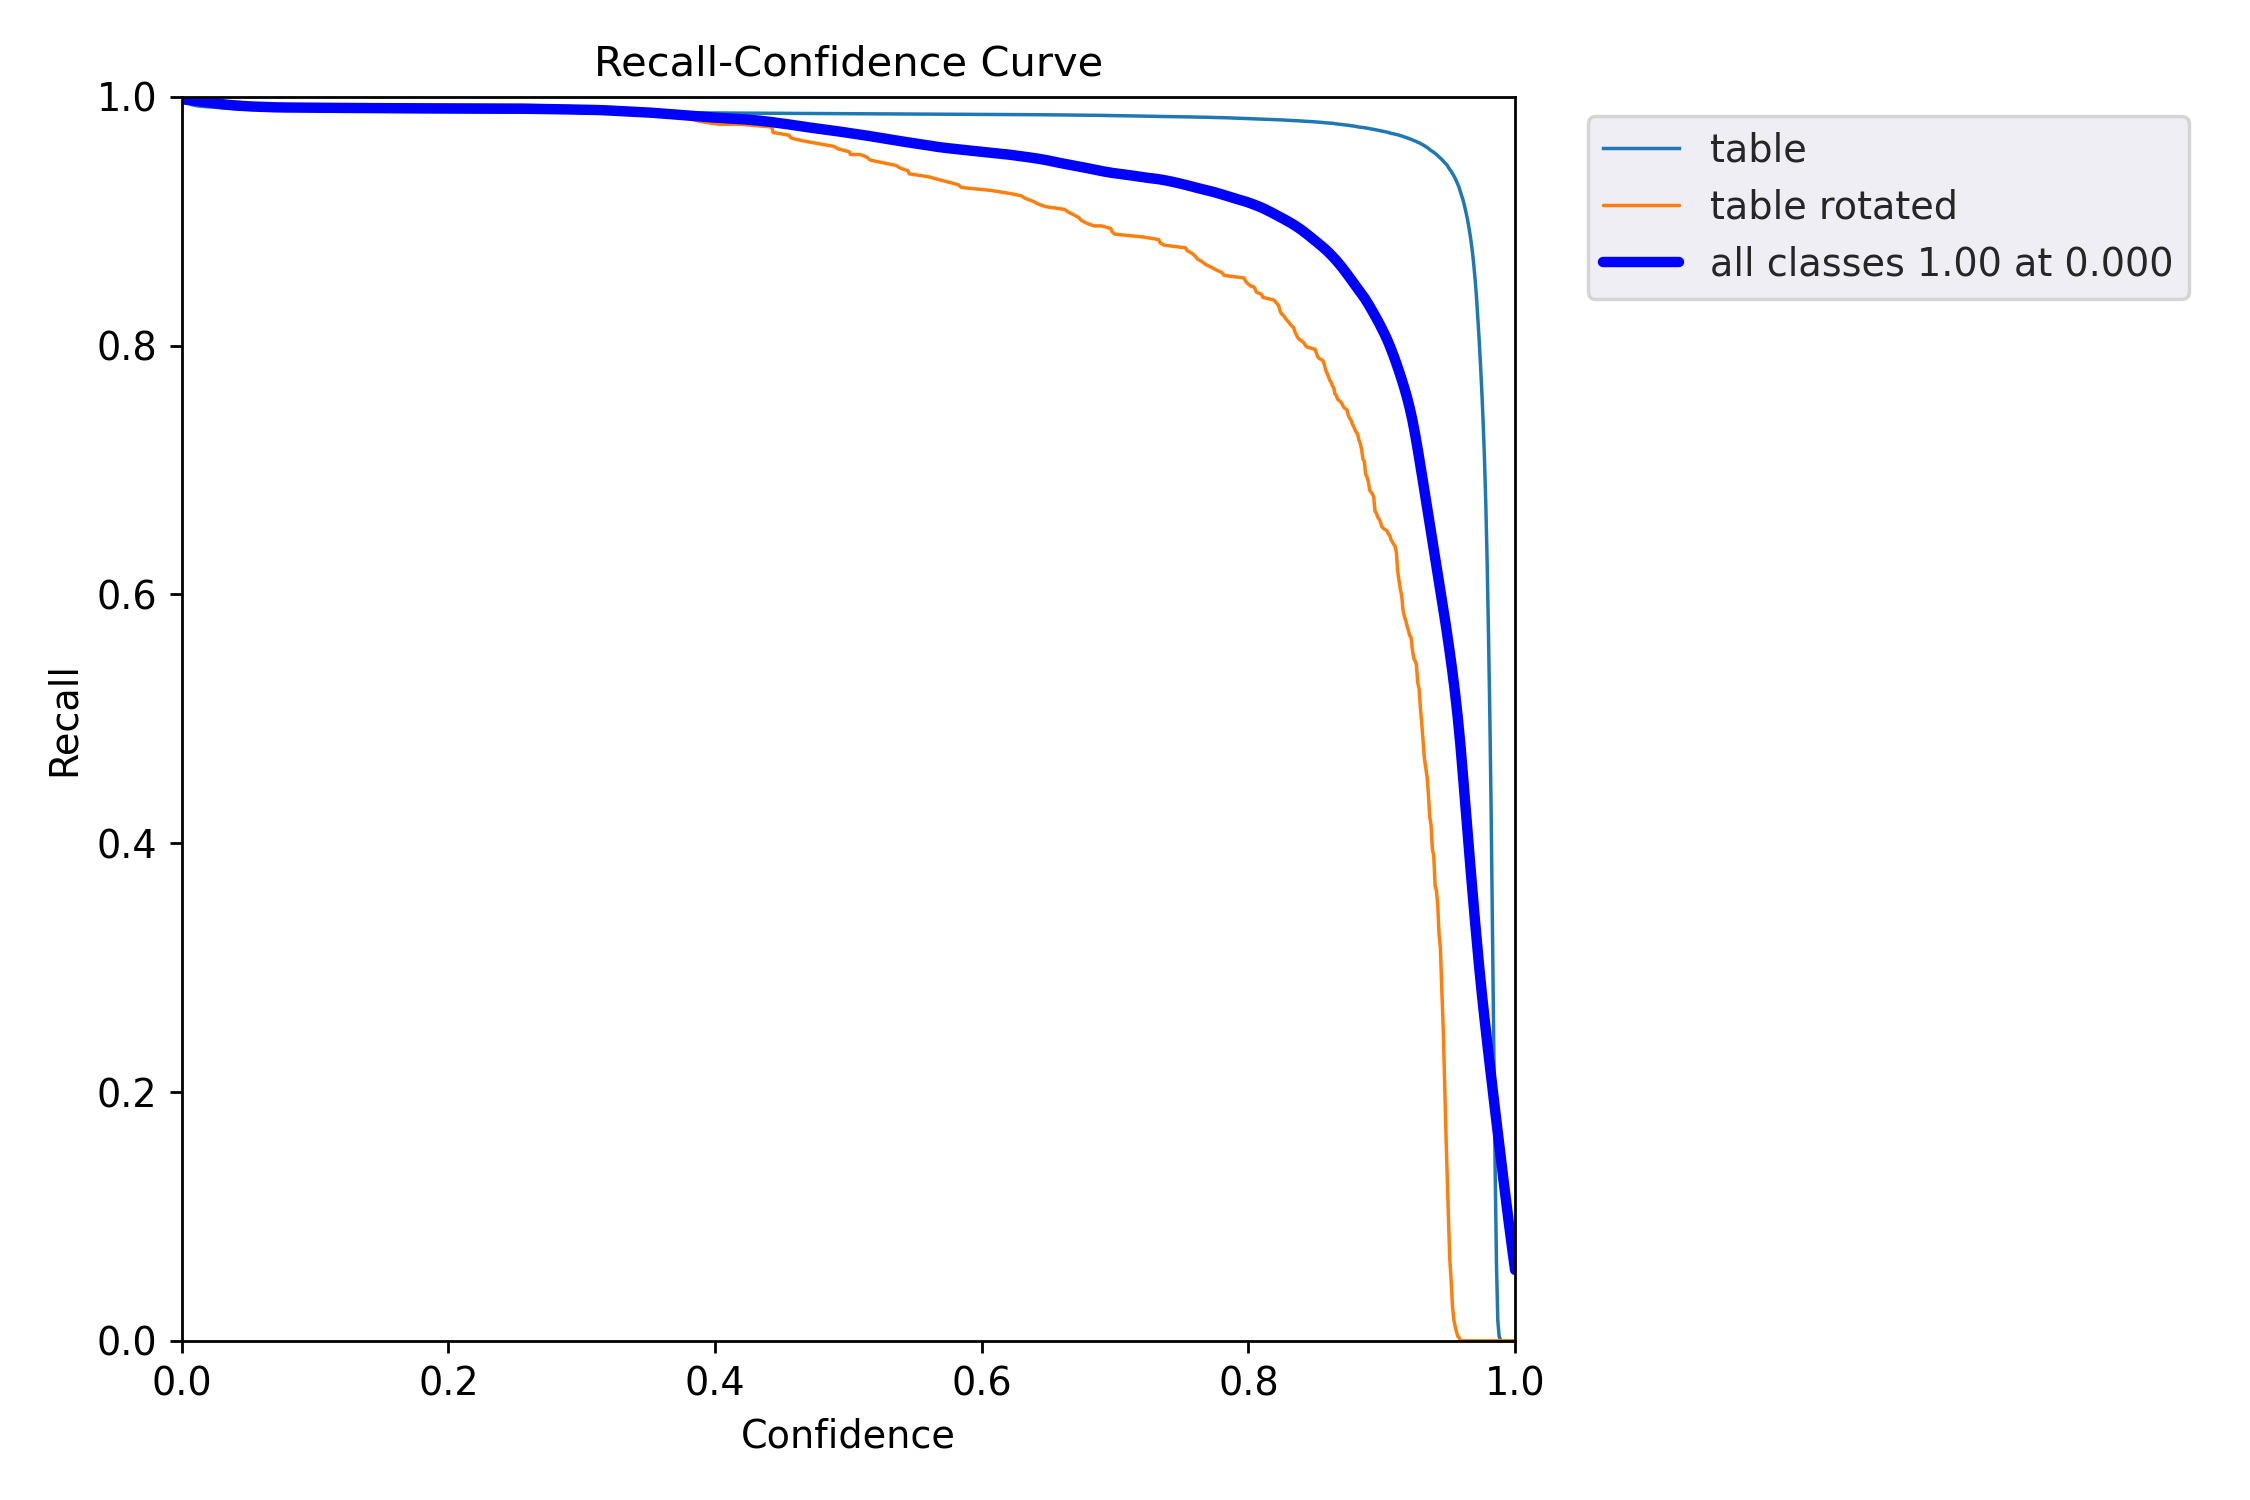 Recall-Confidence Curve
1.0
0.8
0.6
0.4
0.2
0.0
Recall
0.0 0.2 0.4 0.6 0.8 1.0
Confidence
table
table rotated
all classes 1.00 at 0.000